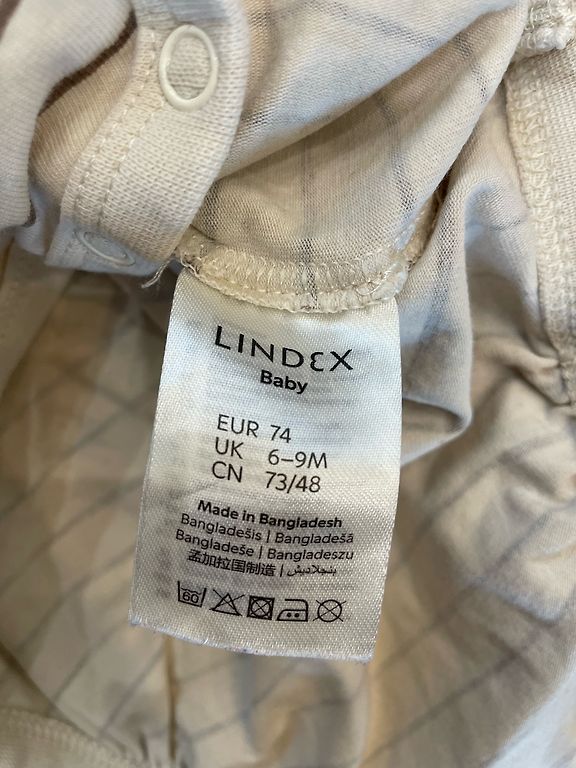 LINDEX
Baby
EUR 74
UK 6–9M
CN 73/48
Made in Bangladesh
Bangladešis | Bangladešā
Bangladeše | Bangladeszu
孟加拉国制造 | بنجلاديش
60